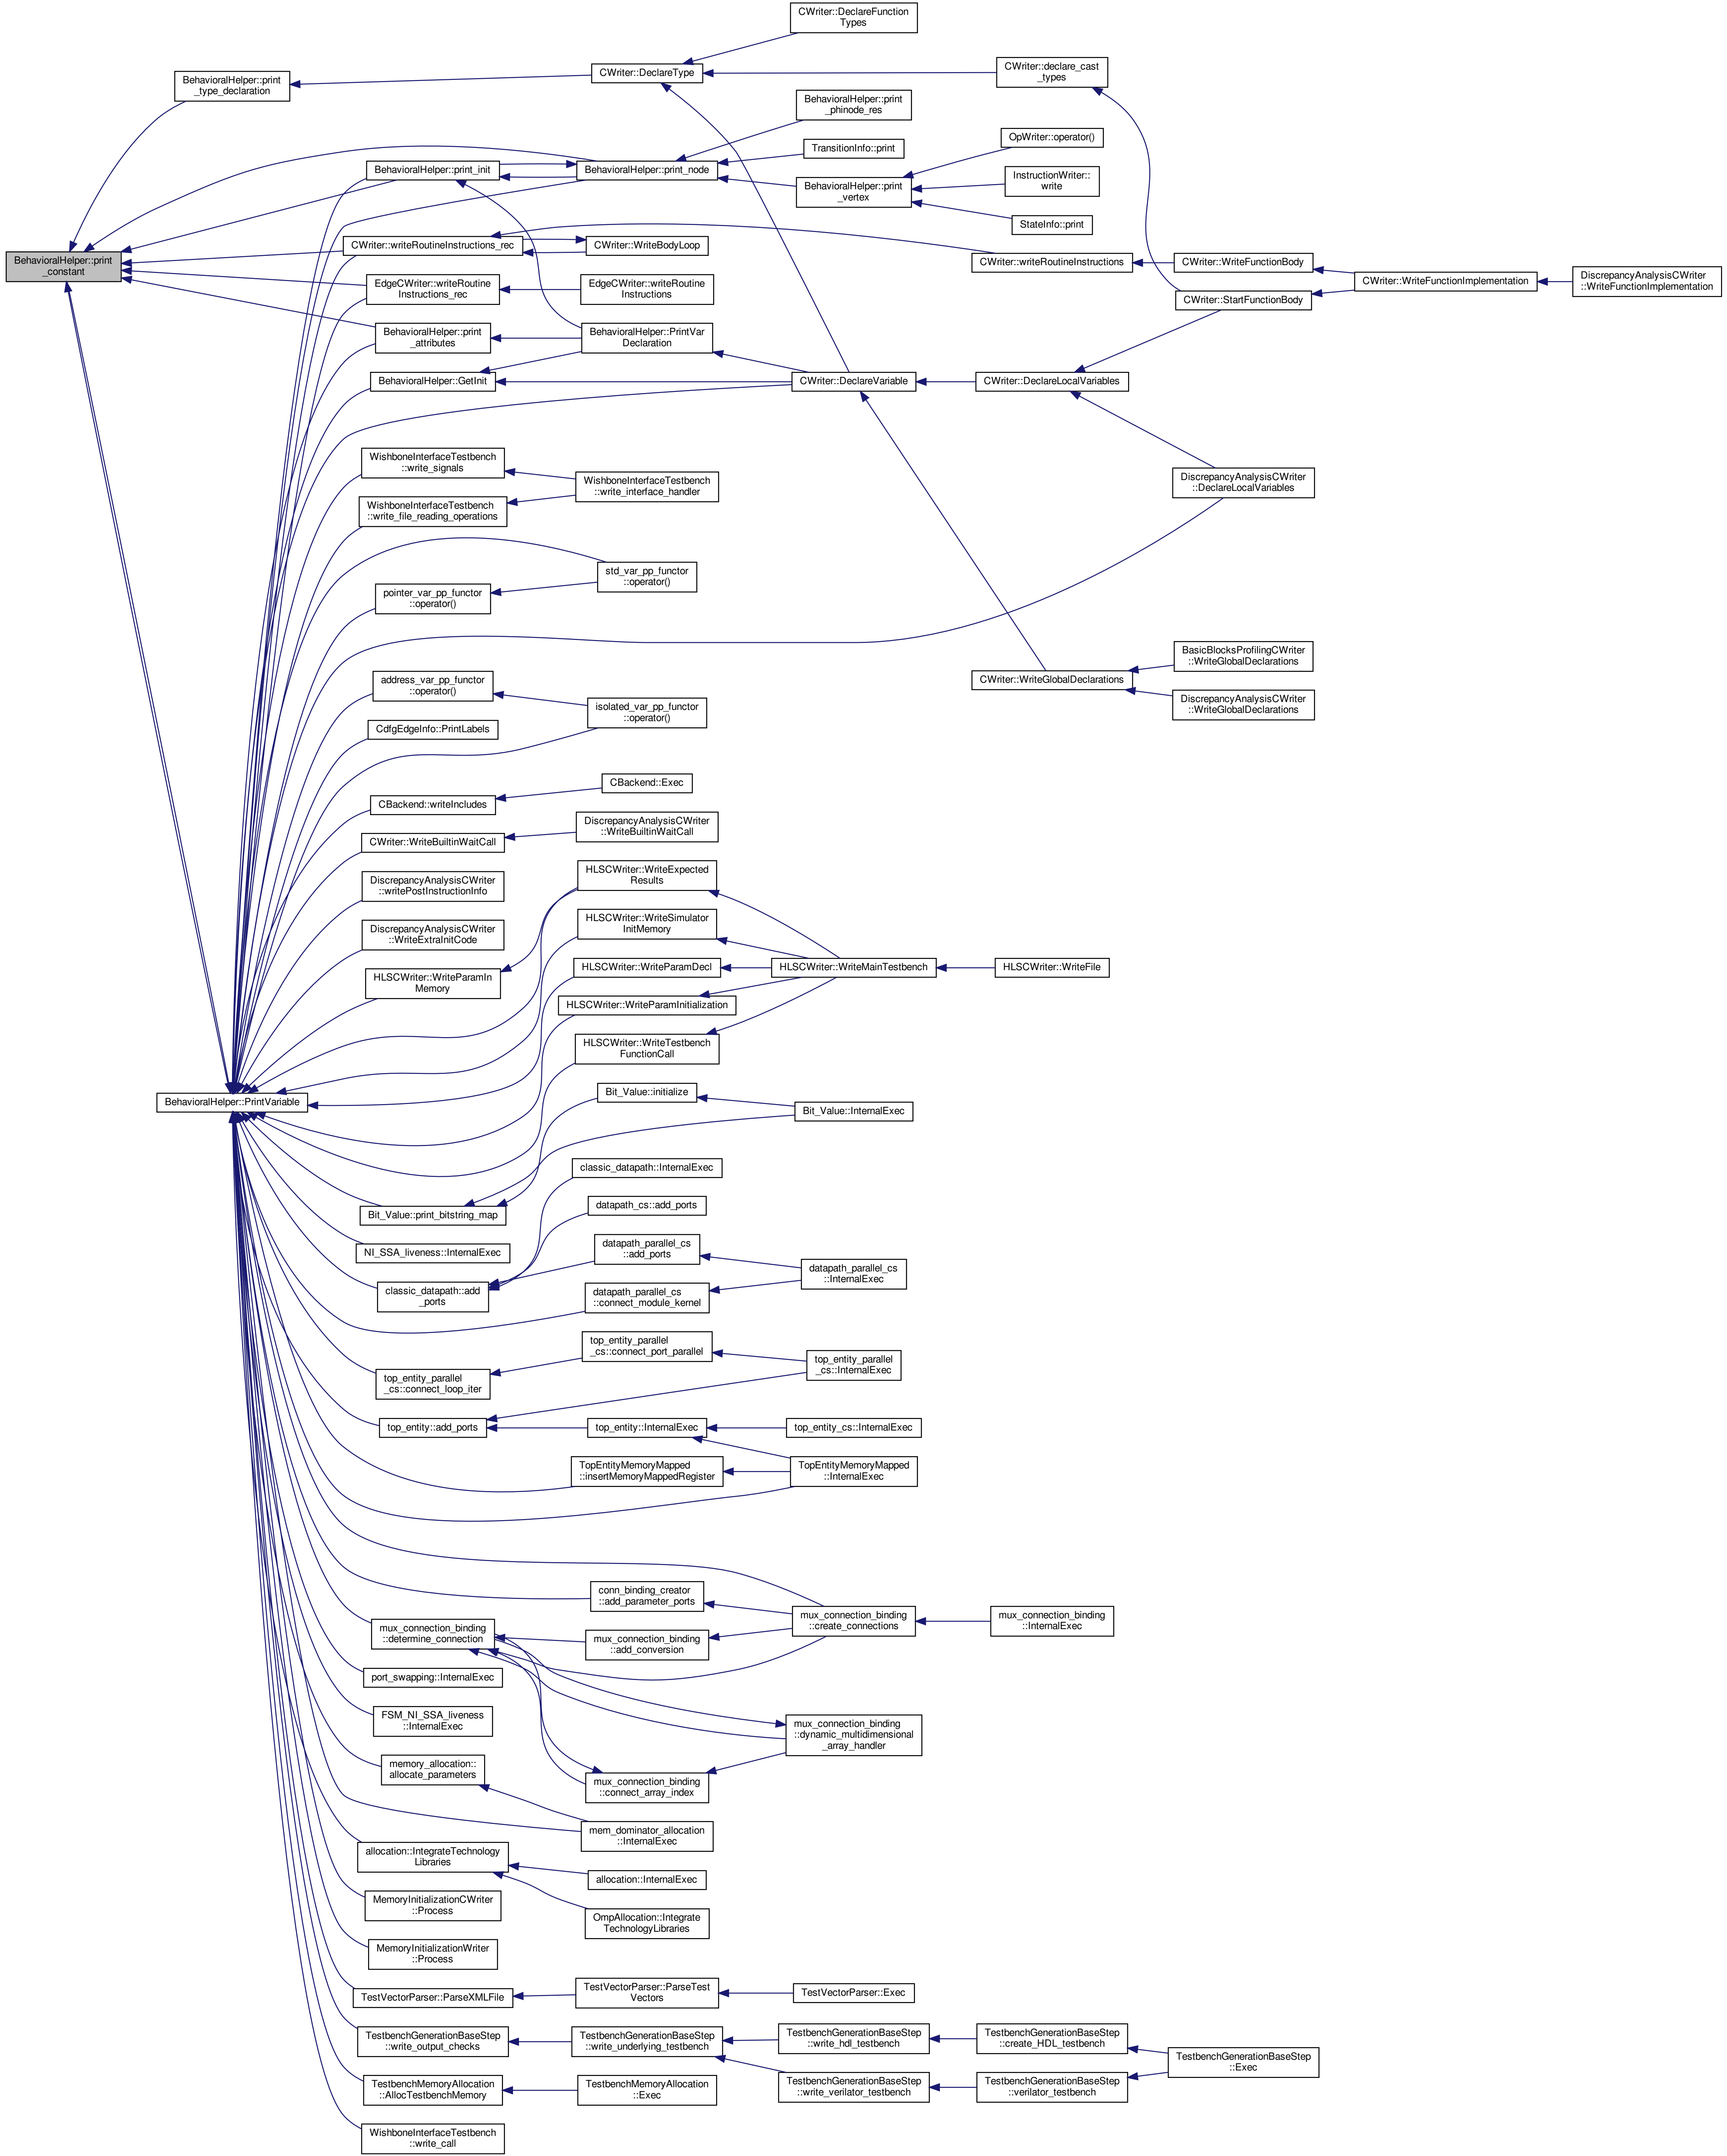 CWriter::DeclareFunction
Types
CWriter::DeclareType
CWriter::declare_cast
_types
BehavioralHelper::print
_type_declaration
BehavioralHelper::print
_phinode_res
OpWriter::operator()
TransitionInfo::print
BehavioralHelper::print_init
BehavioralHelper::print_node
InstructionWriter::
write
BehavioralHelper::print
_vertex
StateInfo::print
CWriter::writeRoutineInstructions_rec
CWriter::WriteBodyLoop
BehavioralHelper::print
_constant
CWriter::writeRoutineInstructions
CWriter::WriteFunctionBody
CWriter::WriteFunctionImplementation
DiscrepancyAnalysisCWriter
::WriteFunctionImplementation
EdgeCWriter::writeRoutine
Instructions_rec
EdgeCWriter::writeRoutine
Instructions
CWriter::StartFunctionBody
BehavioralHelper::print
_attributes
BehavioralHelper::PrintVar
Declaration
BehavioralHelper::GetInit
CWriter::DeclareVariable
CWriter::DeclareLocalVariables
WishboneInterfaceTestbench
::write_signals
WishboneInterfaceTestbench
::write_interface_handler
DiscrepancyAnalysisCWriter
::DeclareLocalVariables
WishboneInterfaceTestbench
::write_file_reading_operations
std_var_pp_functor
::operator()
pointer_var_pp_functor
::operator()
BasicBlocksProfilingCWriter
::WriteGlobalDeclarations
CWriter::WriteGlobalDeclarations
address_var_pp_functor
::operator()
DiscrepancyAnalysisCWriter
::WriteGlobalDeclarations
isolated_var_pp_functor
::operator()
CdfgEdgeInfo::PrintLabels
CBackend::Exec
CBackend::writeIncludes
DiscrepancyAnalysisCWriter
::WriteBuiltinWaitCall
CWriter::WriteBuiltinWaitCall
HLSCWriter::WriteExpected
Results
DiscrepancyAnalysisCWriter
::writePostInstructionInfo
HLSCWriter::WriteSimulator
InitMemory
DiscrepancyAnalysisCWriter
::WriteExtraInitCode
HLSCWriter::WriteParamDecl
HLSCWriter::WriteMainTestbench
HLSCWriter::WriteFile
HLSCWriter::WriteParamIn
Memory
HLSCWriter::WriteParamInitialization
HLSCWriter::WriteTestbench
FunctionCall
Bit_Value::initialize
BehavioralHelper::PrintVariable
Bit_Value::InternalExec
classic_datapath::InternalExec
datapath_cs::add_ports
Bit_Value::print_bitstring_map
NI_SSA_liveness::InternalExec
datapath_parallel_cs
::add_ports
datapath_parallel_cs
::InternalExec
classic_datapath::add
_ports
datapath_parallel_cs
::connect_module_kernel
top_entity_parallel
_cs::connect_port_parallel
top_entity_parallel
_cs::InternalExec
top_entity_parallel
_cs::connect_loop_iter
top_entity::add_ports
top_entity::InternalExec
top_entity_cs::InternalExec
TopEntityMemoryMapped
::insertMemoryMappedRegister
TopEntityMemoryMapped
::InternalExec
conn_binding_creator
::add_parameter_ports
mux_connection_binding
::create_connections
mux_connection_binding
::InternalExec
mux_connection_binding
::determine_connection
mux_connection_binding
::add_conversion
port_swapping::InternalExec
FSM_NI_SSA_liveness
::InternalExec
mux_connection_binding
::dynamic_multidimensional
_array_handler
memory_allocation::
allocate_parameters
mux_connection_binding
::connect_array_index
mem_dominator_allocation
::InternalExec
allocation::IntegrateTechnology
Libraries
allocation::InternalExec
MemoryInitializationCWriter
::Process
OmpAllocation::Integrate
TechnologyLibraries
MemoryInitializationWriter
::Process
TestVectorParser::ParseXMLFile
TestVectorParser::ParseTest
Vectors
TestVectorParser::Exec
TestbenchGenerationBaseStep
::write_output_checks
TestbenchGenerationBaseStep
::write_underlying_testbench
TestbenchGenerationBaseStep
::write_hdl_testbench
TestbenchGenerationBaseStep
::create_HDL_testbench
TestbenchGenerationBaseStep
::Exec
TestbenchMemoryAllocation
::AllocTestbenchMemory
TestbenchMemoryAllocation
::Exec
TestbenchGenerationBaseStep
::write_verilator_testbench
TestbenchGenerationBaseStep
::verilator_testbench
WishboneInterfaceTestbench
::write_call